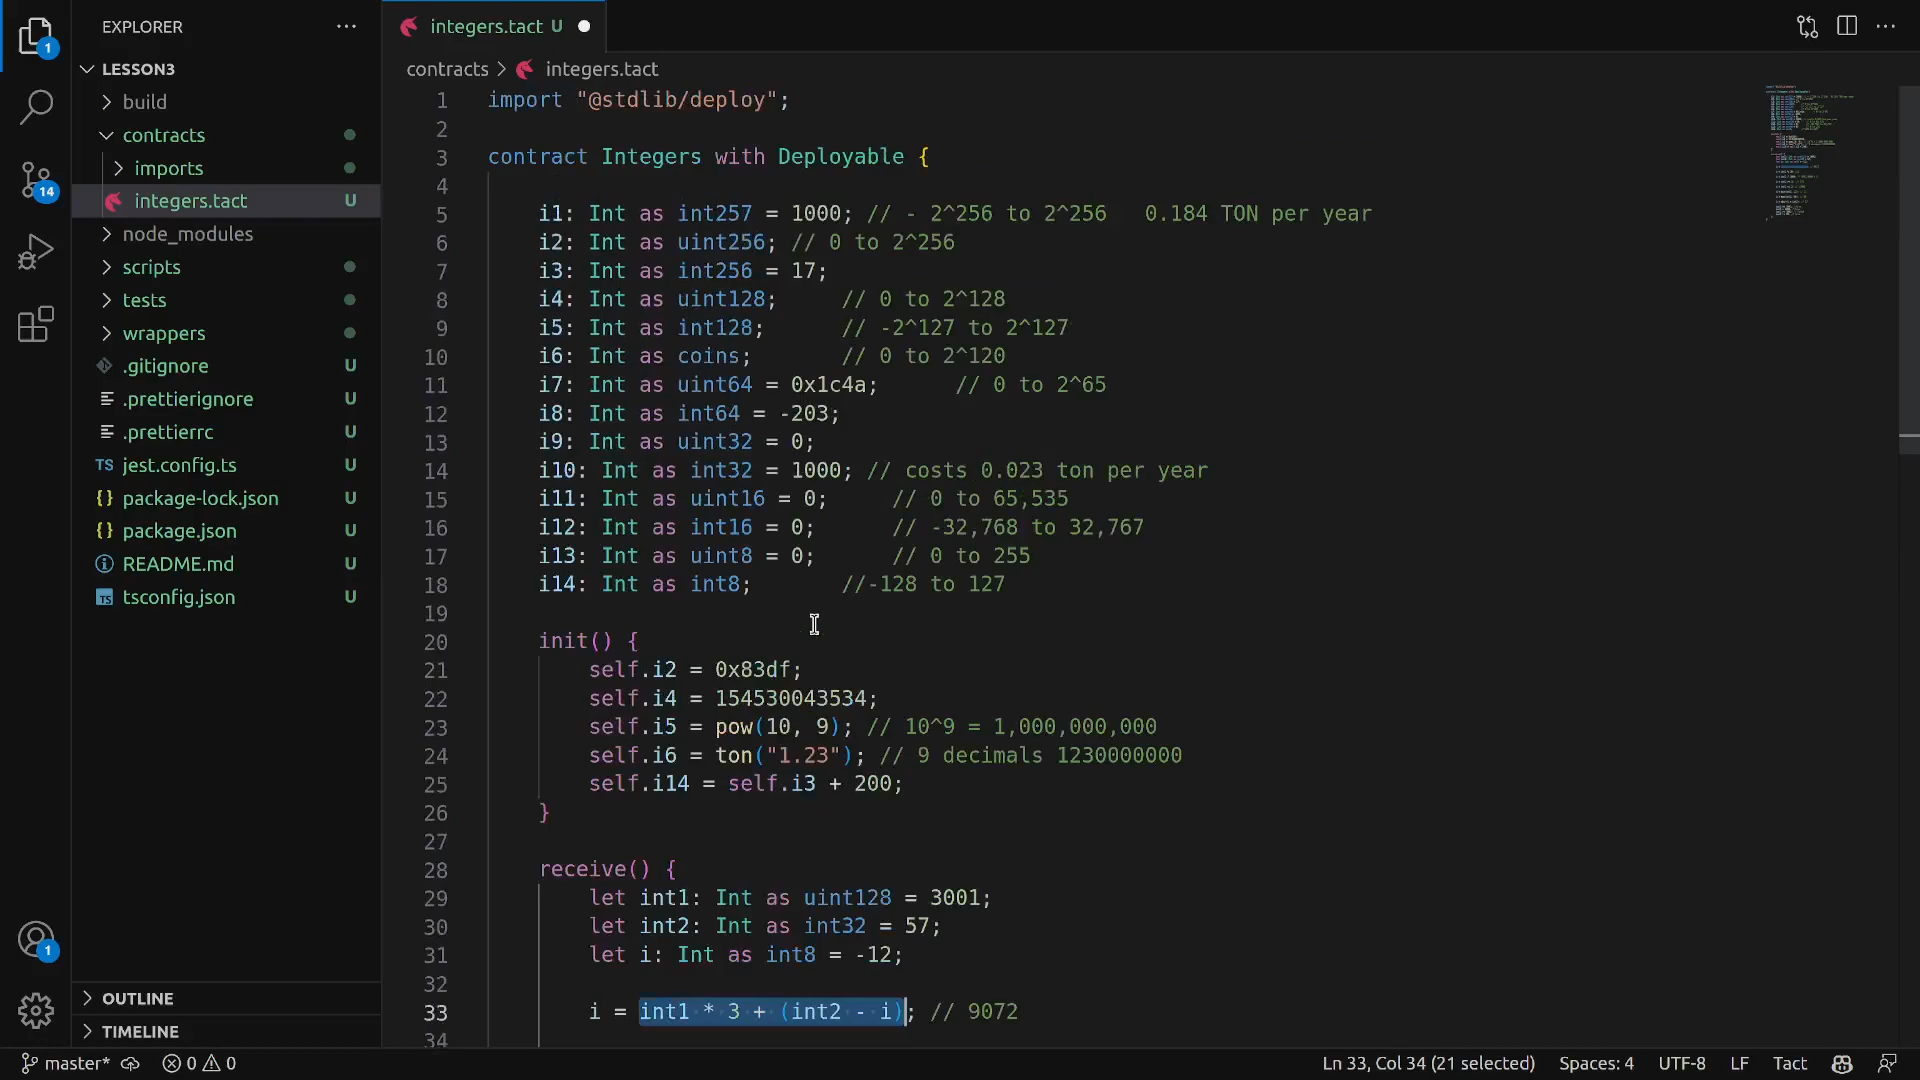 EXPLORER
LESSON3
build
contracts
imports
integers.tact U
node_modules
scripts
tests
wrappers
.gitignore U
.prettierignore U
.prettierrc U
TS jest.config.ts U
{} package-lock.json U
{} package.json U
README.md U
TS tsconfig.json U
OUTLINE
TIMELINE
1
14
1
integers.tact U
contracts > integers.tact
1 import "@stdlib/deploy";
2
3 contract Integers with Deployable {
4
5 i1: Int as int257 = 1000; // - 2^256 to 2^256 0.184 TON per year
6 i2: Int as uint256; // 0 to 2^256
7 i3: Int as int256 = 17;
8 i4: Int as uint128; // 0 to 2^128
9 i5: Int as int128; // -2^127 to 2^127
10 i6: Int as coins; // 0 to 2^120
11 i7: Int as uint64 = 0x1c4a; // 0 to 2^65
12 i8: Int as int64 = -203;
13 i9: Int as uint32 = 0;
14 i10: Int as int32 = 1000; // costs 0.023 ton per year
15 i11: Int as uint16 = 0; // 0 to 65,535
16 i12: Int as int16 = 0; // -32,768 to 32,767
17 i13: Int as uint8 = 0; // 0 to 255
18 i14: Int as int8; //-128 to 127
19
20 init() {
21 self.i2 = 0x83df;
22 self.i4 = 154530043534;
23 self.i5 = pow(10, 9); // 10^9 = 1,000,000,000
24 self.i6 = ton("1.23"); // 9 decimals 1230000000
25 self.i14 = self.i3 + 200;
26 }
27
28 receive() {
29 let int1: Int as uint128 = 3001;
30 let int2: Int as int32 = 57;
31 let i: Int as int8 = -12;
32
33 i = int1 * 3 + (int2 - i); // 9072
34
master* 0 0 Ln 33, Col 34 (21 selected) Spaces: 4 UTF-8 LF Tact